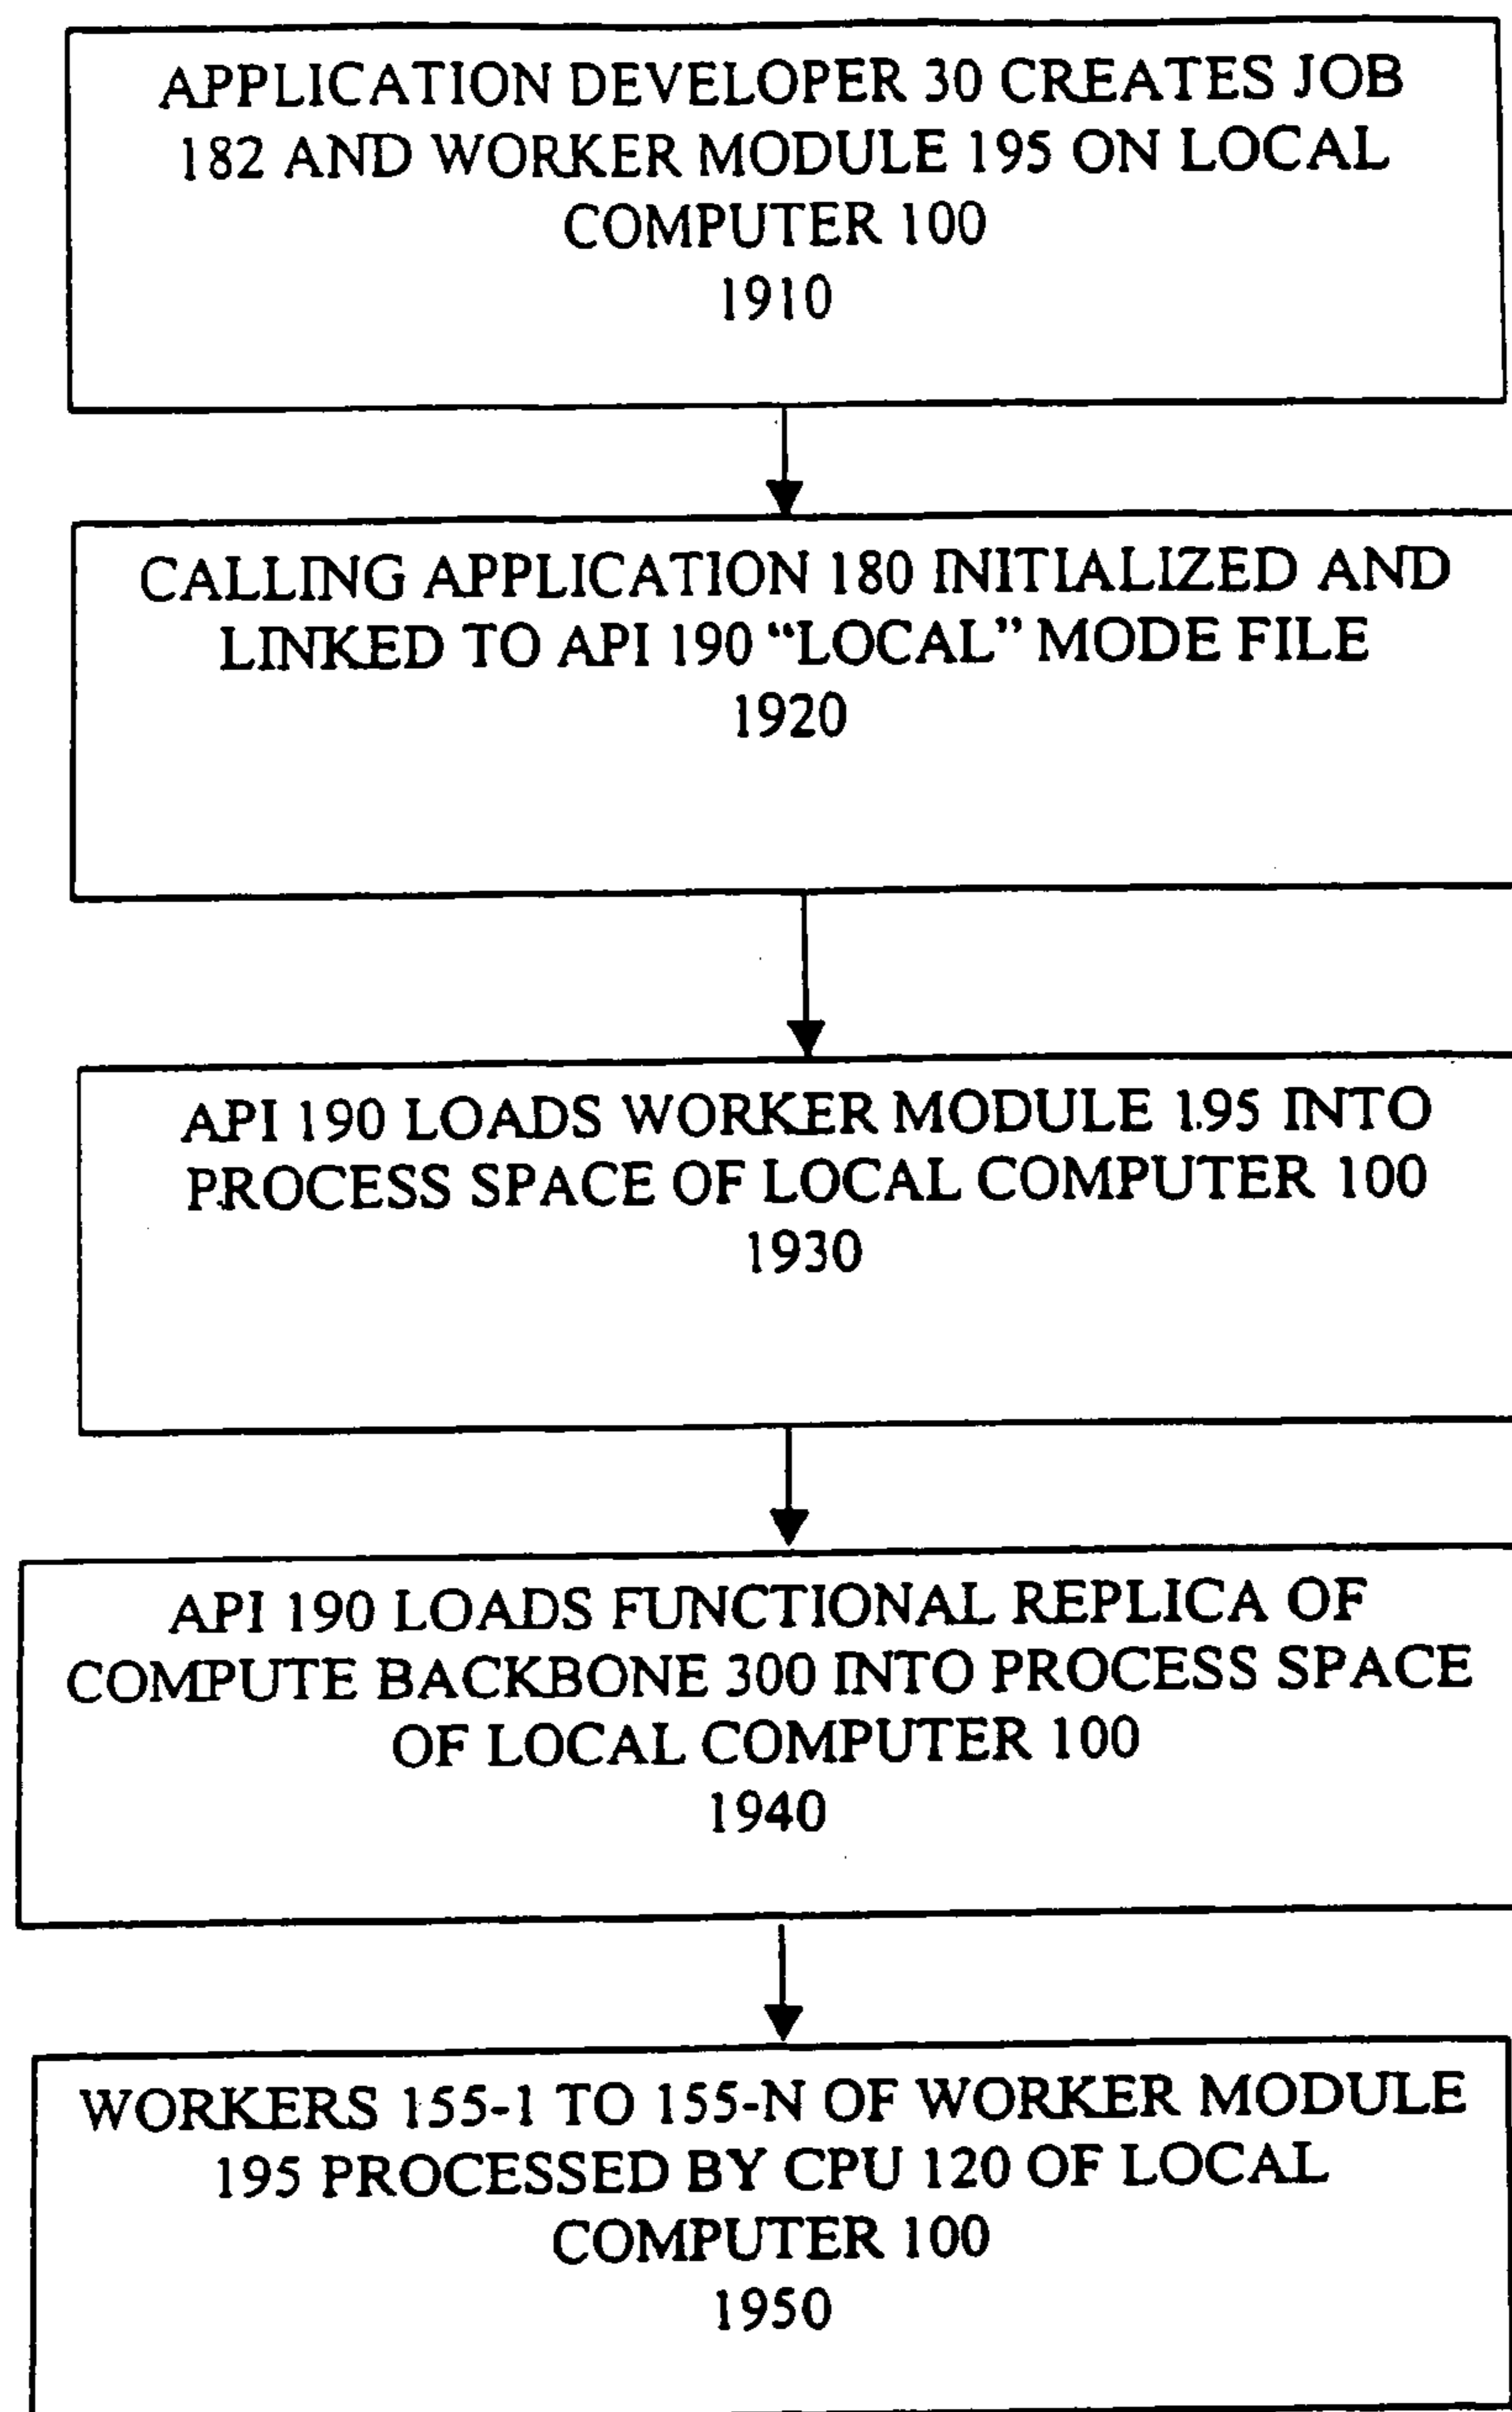 APPLICATION DEVELOPER 30 CREATES JOB
182 AND WORKER MODULE 195 ON LOCAL
COMPUTER 100
1910
CALLING APPLICATION 180 INITIALIZED AND
LINKED TO API 190 “LOCAL” MODE FILE
1920
API 190 LOADS WORKER MODULE 195 INTO
PROCESS SPACE OF LOCAL COMPUTER 100
1930
API 190 LOADS FUNCTIONAL REPLICA OF
COMPUTE BACKBONE 300 INTO PROCESS SPACE
OF LOCAL COMPUTER 100
1940
WORKERS 155-1 TO 155-N OF WORKER MODULE
195 PROCESSED BY CPU 120 OF LOCAL
COMPUTER 100
1950